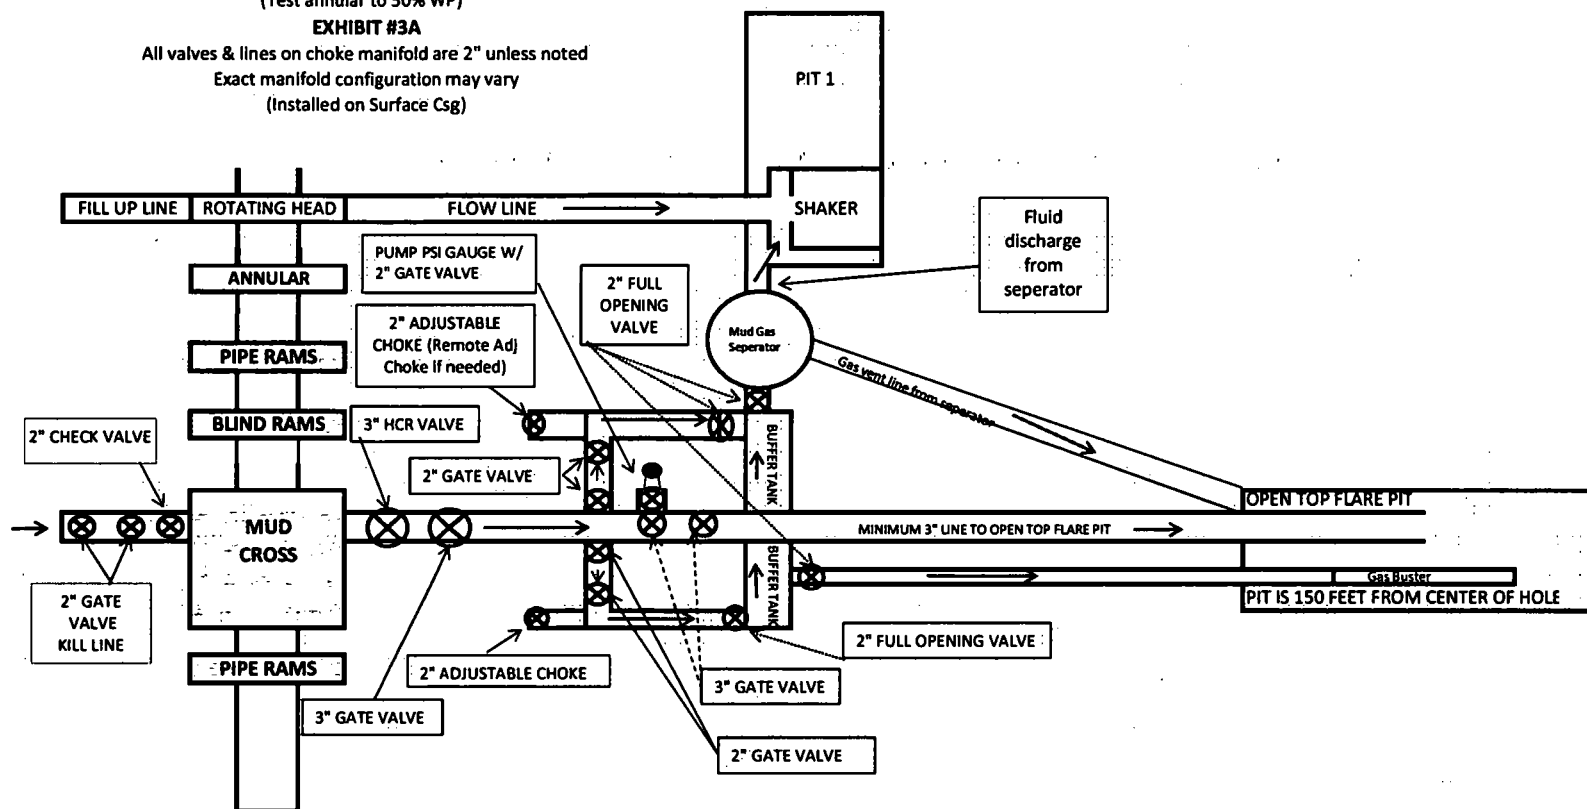 (Test annular to 50% WP)
EXHIBIT #3A
All valves & lines on choke manifold are 2" unless noted
Exact manifold configuration may vary
(Installed on Surface Csg)
PIT 1
FILL UP LINE
ROTATING HEAD
FLOW LINE
SHAKER
Fluid
discharge
from
seperator
PUMP PSI GAUGE W/
2" GATE VALVE
ANNULAR
2" FULL
OPENING
VALVE
2" ADJUSTABLE
CHOKE (Remote Adj
Choke If needed)
Mud Gas
Seperator
PIPE RAMS
Gas vent line from seperator
BLIND RAMS
3" HCR VALVE
2" CHECK VALVE
2" GATE VALVE
BUFFER TANK
OPEN TOP FLARE PIT
MUD
CROSS
MINIMUM 3" LINE TO OPEN TOP FLARE PIT
BUFFER TANK
Gas Buster
PIT IS 150 FEET FROM CENTER OF HOLE
2" GATE
VALVE
KILL LINE
2" FULL OPENING VALVE
PIPE RAMS
2" ADJUSTABLE CHOKE
3" GATE VALVE
3" GATE VALVE
2" GATE VALVE